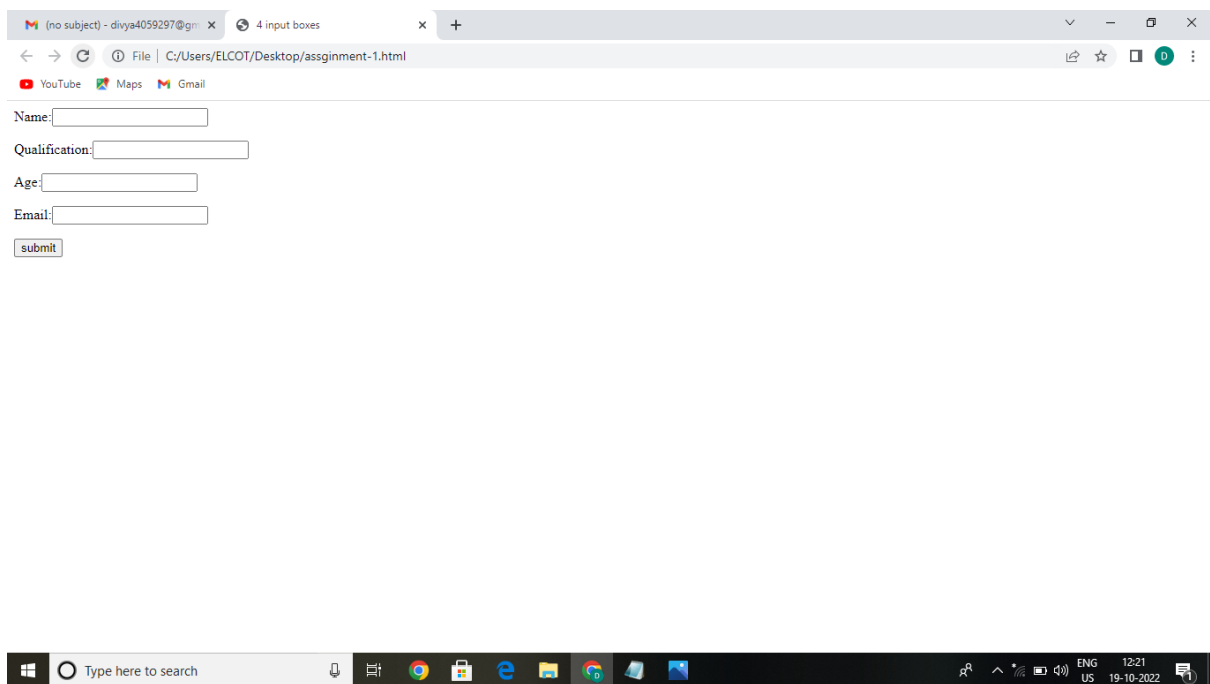 (no subject) - divya4059297@gm
4 input boxes
File | C:/Users/ELCOT/Desktop/assginment-1.html
D
YouTube Maps Gmail
Name:
Qualification:
Age:
Email:
submit
Type here to search
D
ENG
US
12:21
19-10-2022
1